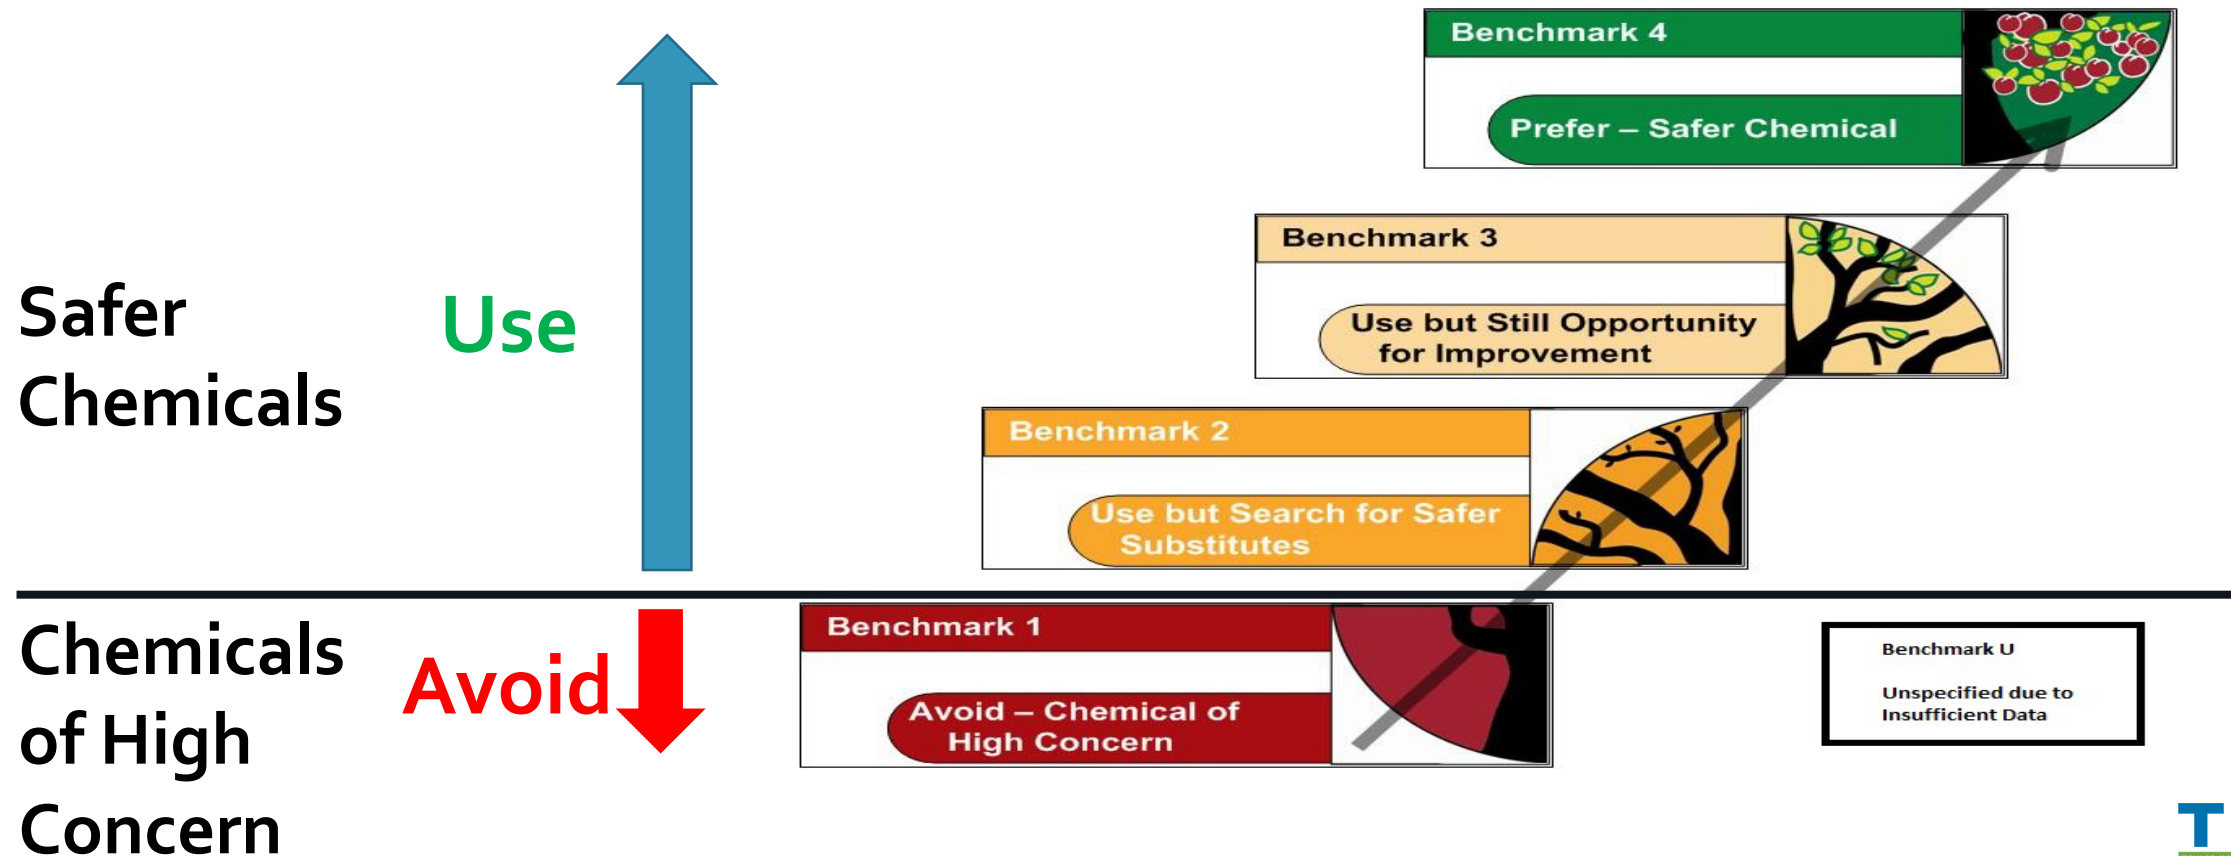 Benchmark 4
Prefer – Safer Chemical
Benchmark 3
Use but Still Opportunity
for Improvement
Safer
Chemicals
Use
Benchmark 2
Use but Search for Safer
Substitutes
Chemicals
of High
Concern
Avoid
Benchmark 1
Avoid – Chemical of
High Concern
Benchmark U
Unspecified due to
Insufficient Data
T